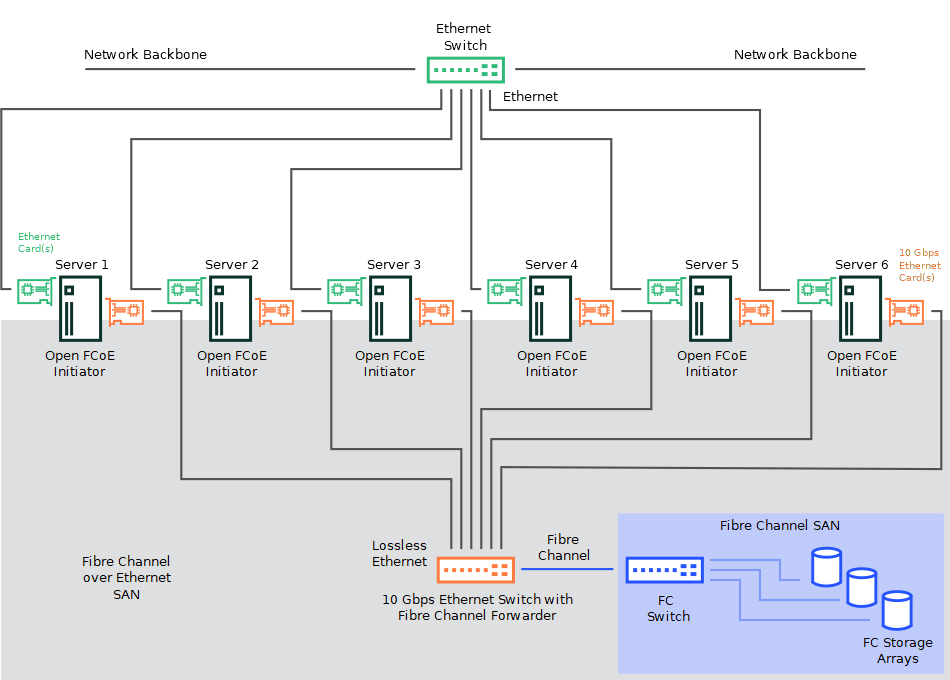 Ethernet
Switch
Network Backbone
Network Backbone
Ethernet
Ethernet
Card(s)
10 Gbps
Ethernet
Card(s)
Server 1
Server 2
Server 3
Server 4
Server 5
Server 6
Open FCoE
Initiator
Open FCoE
Initiator
Open FCoE
Initiator
Open FCoE
Initiator
Open FCoE
Initiator
Open FCoE
Initiator
Fibre Channel
over Ethernet
SAN
Lossless
Ethernet
10 Gbps Ethernet Switch with
Fibre Channel Forwarder
Fibre
Channel
Fibre Channel SAN
FC
Switch
FC Storage
Arrays